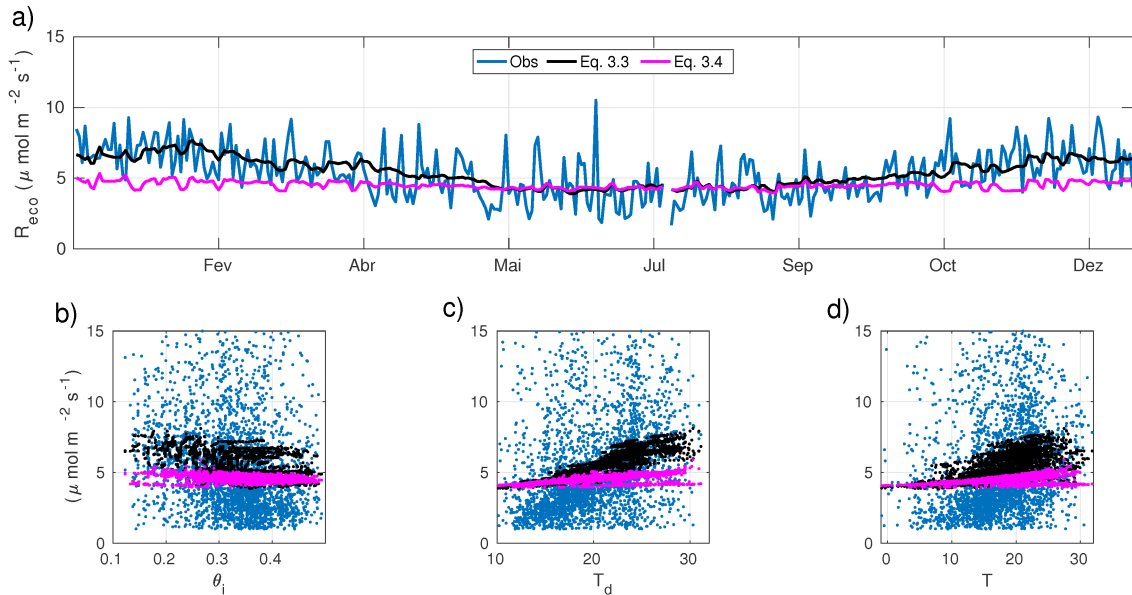 a)
R_eco ( μ mol m⁻² s⁻¹)
15
10
5
0
Obs Eq. 3.3 Eq. 3.4
Fev Abr Mai Jul Sep Oct Dez
b)
( μ mol m⁻² s⁻¹)
15
10
5
0
0.1 0.2 0.3 0.4
θ_i
c)
15
10
5
0
10 20 30
T_d
d)
15
10
5
0
0 10 20 30
T